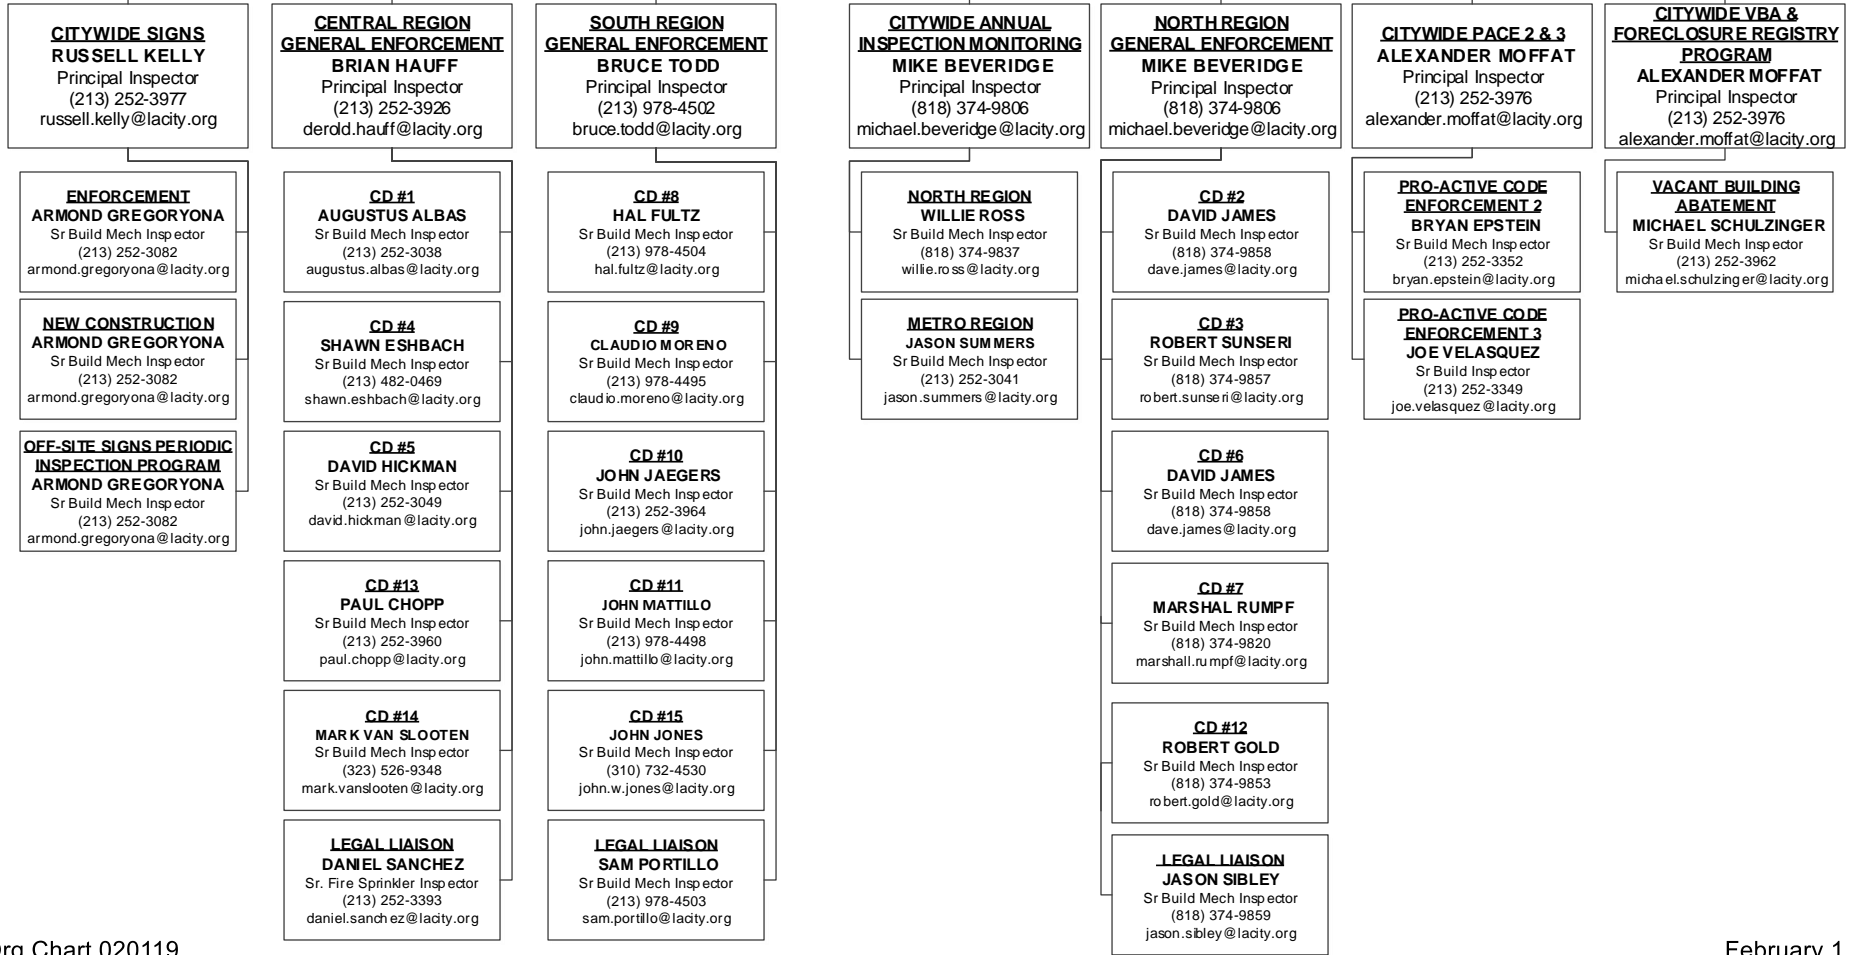 CITYWIDE SIGNS
RUSSELL KELLY
Principal Inspector
(213) 252-3977
russell.kelly@lacity.org
ENFORCEMENT
ARMOND GREGORYONA
Sr Build Mech Inspector
(213) 252-3082
armond.gregoryona@lacity.org
NEW CONSTRUCTION
ARMOND GREGORYONA
Sr Build Mech Inspector
(213) 252-3082
armond.gregoryona@lacity.org
OFF-SITE SIGNS PERIODIC
INSPECTION PROGRAM
ARMOND GREGORYONA
Sr Build Mech Inspector
(213) 252-3082
armond.gregoryona@lacity.org
CENTRAL REGION
GENERAL ENFORCEMENT
BRIAN HAUFF
Principal Inspector
(213) 252-3926
derold.hauff@lacity.org
CD #1
AUGUSTUS ALBAS
Sr Build Mech Inspector
(213) 252-3038
augustus.albas@lacity.org
CD #4
SHAWN ESHBACH
Sr Build Mech Inspector
(213) 482-0469
shawn.eshbach@lacity.org
CD #5
DAVID HICKMAN
Sr Build Mech Inspector
(213) 252-3049
david.hickman@lacity.org
CD #13
PAUL CHOPP
Sr Build Mech Inspector
(213) 252-3960
paul.chopp@lacity.org
CD #14
MARK VAN SLOOTEN
Sr Build Mech Inspector
(323) 526-9348
mark.vanslooten@lacity.org
LEGAL LIAISON
DANIEL SANCHEZ
Sr. Fire Sprinkler Inspector
(213) 252-3393
daniel.sanchez@lacity.org
SOUTH REGION
GENERAL ENFORCEMENT
BRUCE TODD
Principal Inspector
(213) 978-4502
bruce.todd@lacity.org
CD #8
HAL FULTZ
Sr Build Mech Inspector
(213) 978-4504
hal.fultz@lacity.org
CD #9
CLAUDIO MORENO
Sr Build Mech Inspector
(213) 978-4495
claudio.moreno@lacity.org
CD #10
JOHN JAEGERS
Sr Build Mech Inspector
(213) 252-3964
john.jaegers@lacity.org
CD #11
JOHN MATTILLO
Sr Build Mech Inspector
(213) 978-4498
john.mattillo@lacity.org
CD #15
JOHN JONES
Sr Build Mech Inspector
(310) 732-4530
john.w.jones@lacity.org
LEGAL LIAISON
SAM PORTILLO
Sr Build Mech Inspector
(213) 978-4503
sam.portillo@lacity.org
CITYWIDE ANNUAL
INSPECTION MONITORING
MIKE BEVERIDGE
Principal Inspector
(818) 374-9806
michael.beveridge@lacity.org
NORTH REGION
WILLIE ROSS
Sr Build Mech Inspector
(818) 374-9837
willie.ross@lacity.org
METRO REGION
JASON SUMMERS
Sr Build Mech Inspector
(213) 252-3041
jason.summers@lacity.org
NORTH REGION
GENERAL ENFORCEMENT
MIKE BEVERIDGE
Principal Inspector
(818) 374-9806
michael.beveridge@lacity.org
CD #2
DAVID JAMES
Sr Build Mech Inspector
(818) 374-9858
dave.james@lacity.org
CD #3
ROBERT SUNSERI
Sr Build Mech Inspector
(818) 374-9857
robert.sunseri@lacity.org
CD #6
DAVID JAMES
Sr Build Mech Inspector
(818) 374-9858
dave.james@lacity.org
CD #7
MARSHAL RUMPF
Sr Build Mech Inspector
(818) 374-9820
marshall.rumpf@lacity.org
CD #12
ROBERT GOLD
Sr Build Mech Inspector
(818) 374-9853
robert.gold@lacity.org
LEGAL LIAISON
JASON SIBLEY
Sr Build Mech Inspector
(818) 374-9859
jason.sibley@lacity.org
CITYWIDE PACE 2 & 3
ALEXANDER MOFFAT
Principal Inspector
(213) 252-3976
alexander.moffat@lacity.org
PRO-ACTIVE CODE
ENFORCEMENT 2
BRYAN EPSTEIN
Sr Build Mech Inspector
(213) 252-3352
bryan.epstein@lacity.org
PRO-ACTIVE CODE
ENFORCEMENT 3
JOE VELASQUEZ
Sr Build Inspector
(213) 252-3349
joe.velasquez@lacity.org
CITYWIDE VBA &
FORECLOSURE REGISTRY
PROGRAM
ALEXANDER MOFFAT
Principal Inspector
(213) 252-3976
alexander.moffat@lacity.org
VACANT BUILDING
ABATEMENT
MICHAEL SCHULZINGER
Sr Build Mech Inspector
(213) 252-3962
michael.schulzinger@lacity.org
Chart 020119
February 1